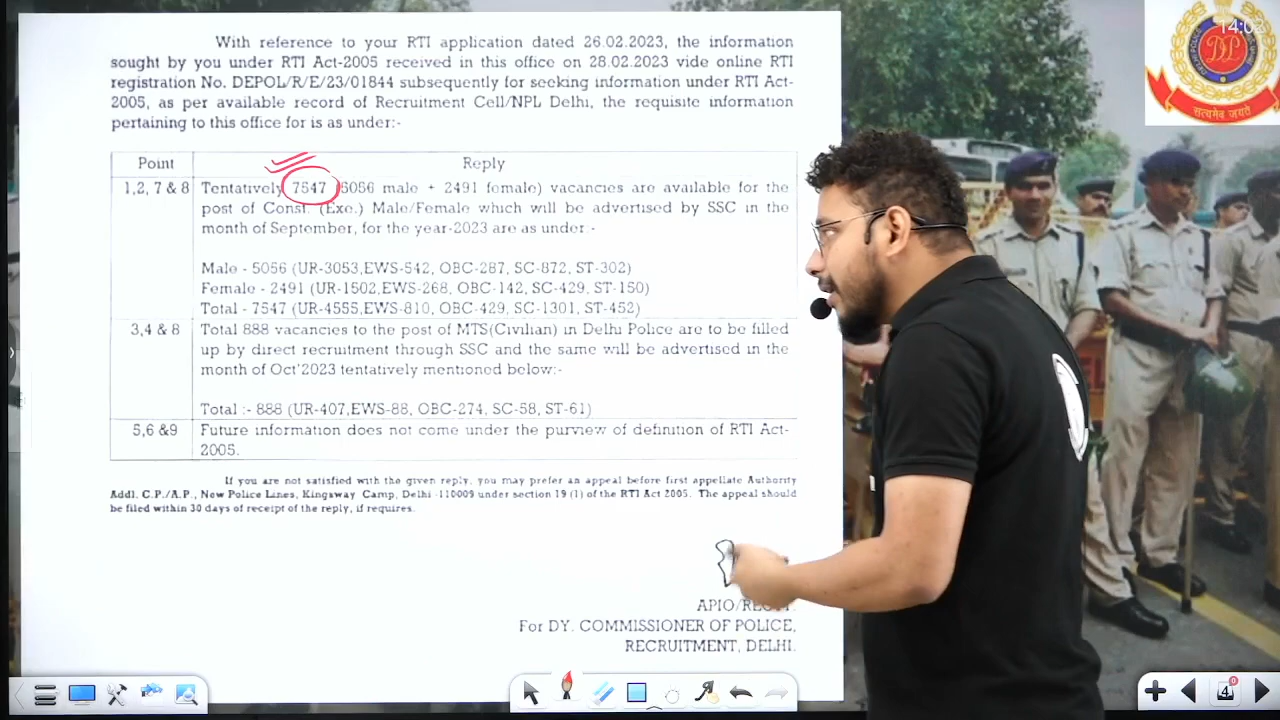 14:02
With reference to your RTI application dated 26.02.2023, the information
sought by you under RTI Act-2005 received in this office on 28.02.2023 vide online RTI
registration No. DEPOL/R/E/23/01844 subsequently for seeking information under RTI Act-
2005, as per available record of Recruitment Cell/NPL Delhi, the requisite information
pertaining to this office for is as under:-
Point Reply
1,2, 7 & 8 Tentatively 7547 (5056 male + 2491 female) vacancies are available for the
post of Const. (Exe.) Male/Female which will be advertised by SSC in the
month of September, for the year-2023 are as under:-
Male - 5056 (UR-3053,EWS-542, OBC-287, SC-872, ST-302)
Female - 2491 (UR-1502,EWS-268, OBC-142, SC-429, ST-150)
Total - 7547 (UR-4555,EWS-810, OBC-429, SC-1301, ST-452)
3,4 & 8 Total 888 vacancies to the post of MTS(Civilian) in Delhi Police are to be filled
up by direct recruitment through SSC and the same will be advertised in the
month of Oct'2023 tentatively mentioned below:-
Total :- 888 (UR-407,EWS-88, OBC-274, SC-58, ST-61)
5,6 &9 Future information does not come under the purview of definition of RTI Act-
2005.
If you are not satisfied with the given reply, you may prefer an appeal before first appellate Authority
Addl. C.P./A.P., New Police Lines, Kingsway Camp, Delhi -110009 under section 19 (1) of the RTI Act 2005. The appeal should
be filed within 30 days of receipt of the reply, if requires.
APIO/RECTT.
For DY. COMMISSIONER OF POLICE,
RECRUITMENT, DELHI.
DP
सत्यमेव जयते
4
0